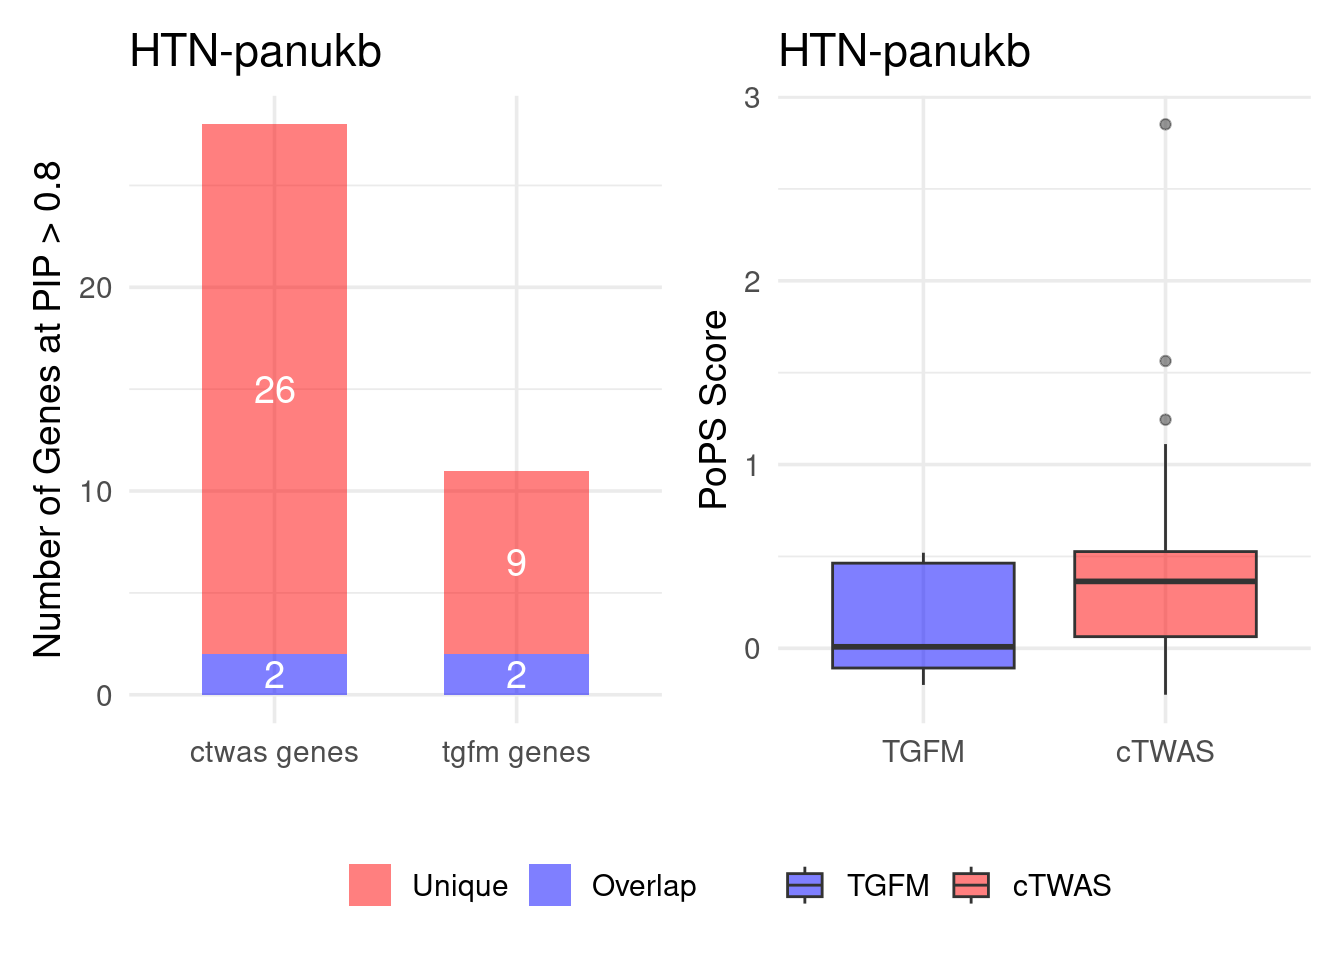 HTN-panukb
Number of Genes at PIP > 0.8
20
10
0
26
2
9
2
ctwas genes
tgfm genes
HTN-panukb
PoPS Score
3
2
1
0
TGFM
cTWAS
Unique
Overlap
TGFM
cTWAS